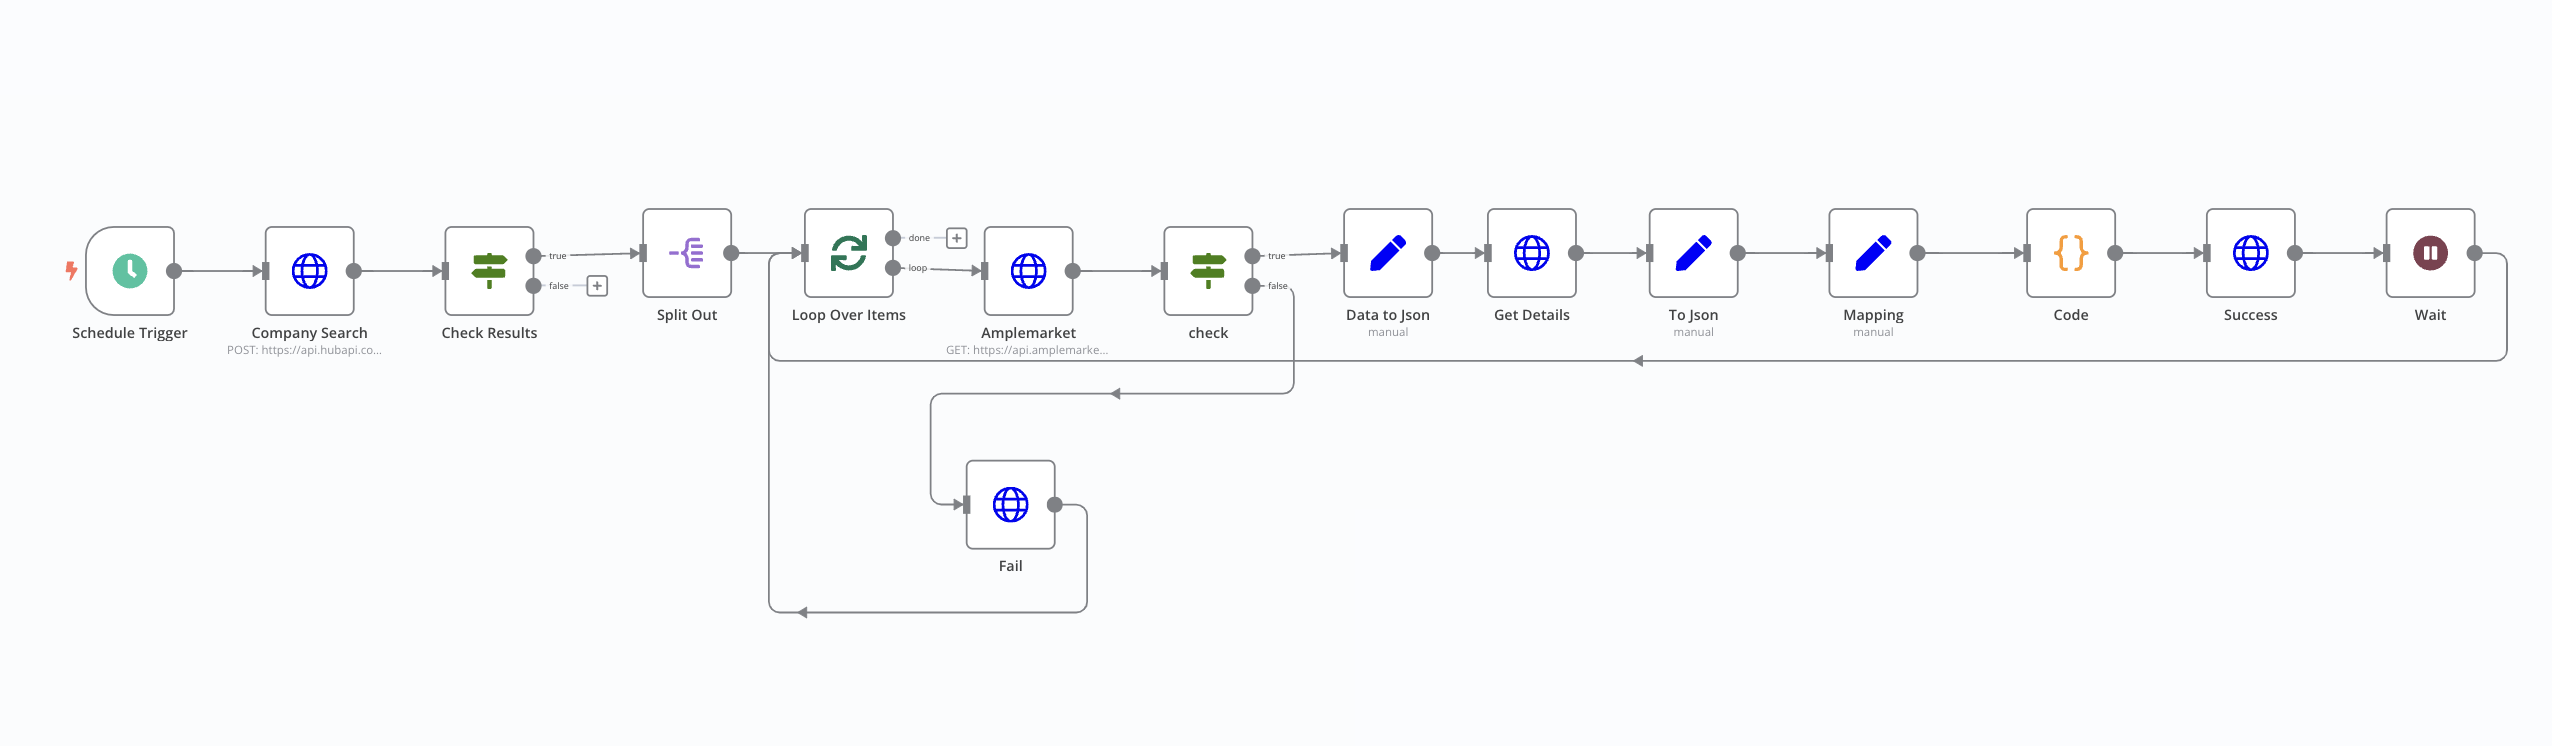 Schedule Trigger
Company Search
POST: https://api.hubapi.co...
Check Results
true
false
Split Out
Loop Over Items
done
loop
Amplemarket
GET: https://api.amplemarke...
check
true
false
Data to Json
manual
Get Details
To Json
manual
Mapping
manual
Code
Success
Wait
Fail